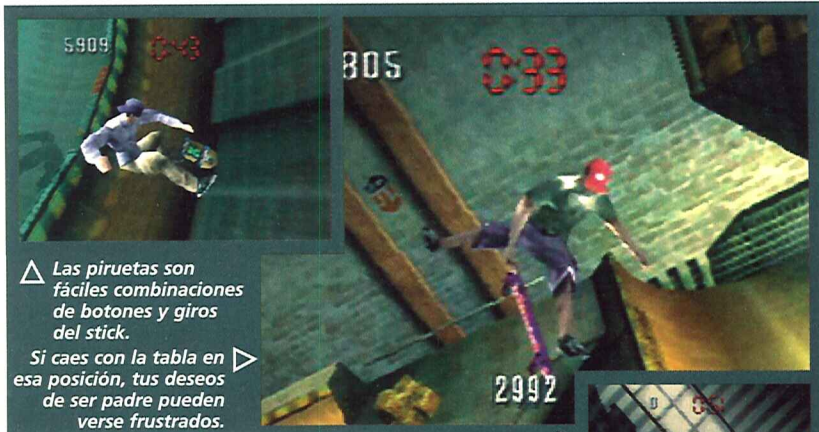 5909 0:43
805 0:33
△ Las piruetas son
fáciles combinaciones
de botones y giros
del stick.
Si caes con la tabla en ▷
esa posición, tus deseos
de ser padre pueden
verse frustrados.
2992
0